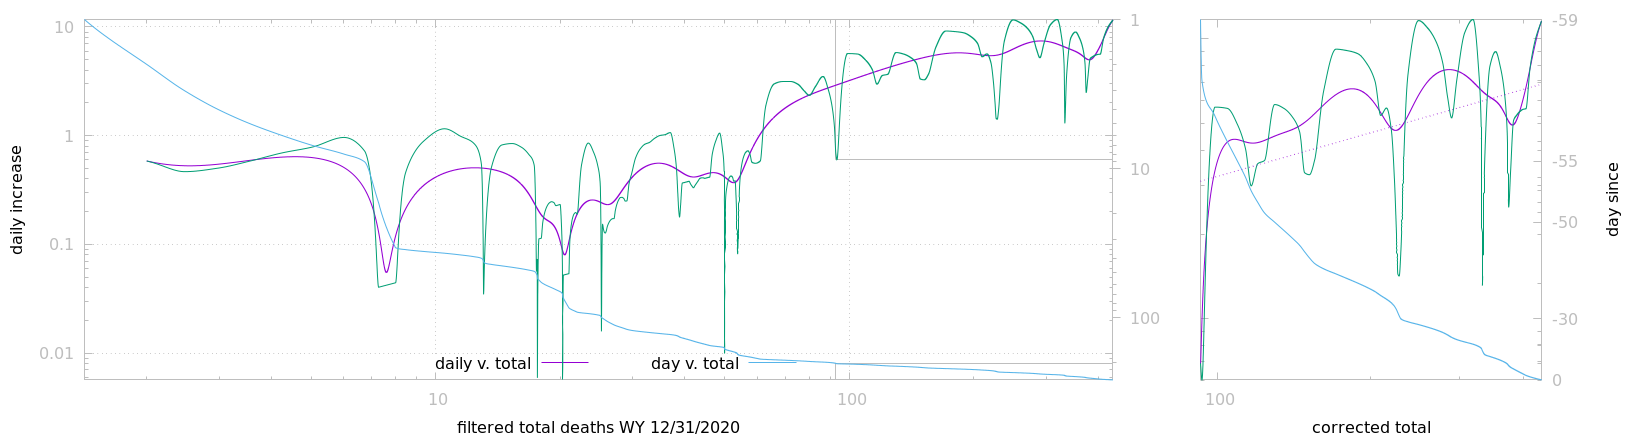 10
1
0.1
0.01
daily increase
daily v. total
day v. total
10
100
filtered total deaths WY 12/31/2020
1
10
100
100
corrected total
-59
-55
-50
-30
0
day since